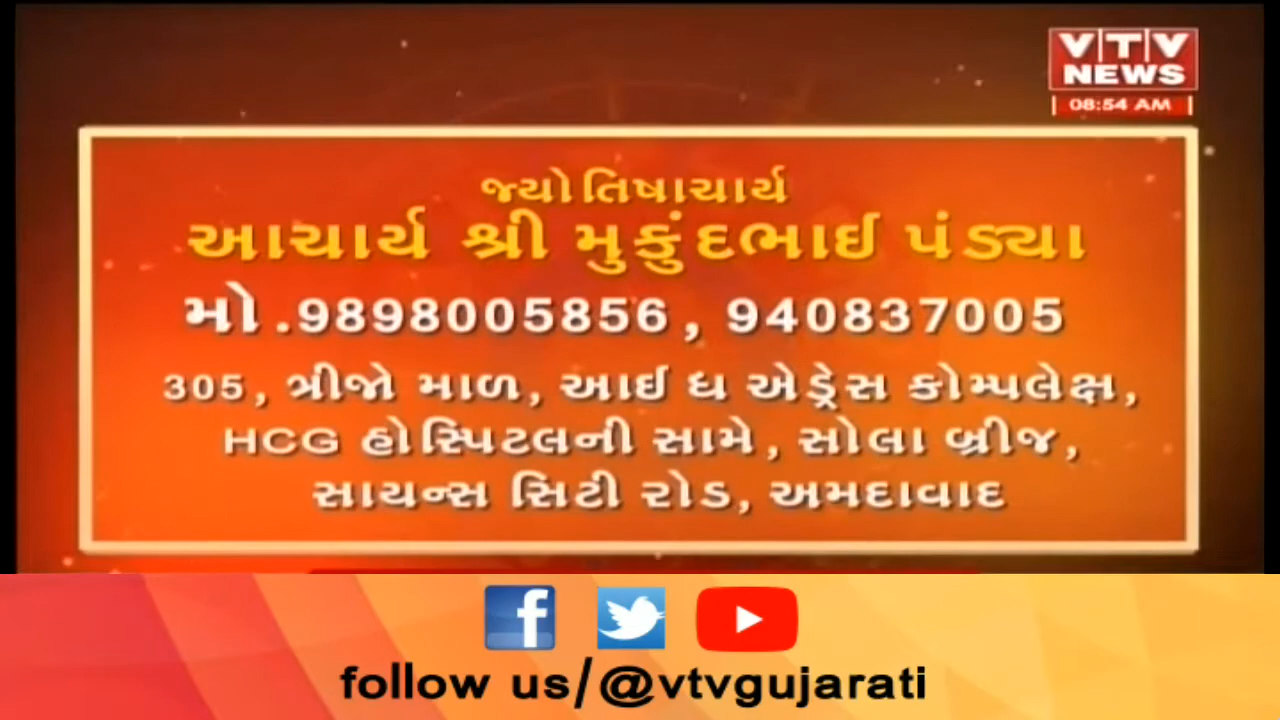 VTV
NEWS
08:54 AM
જ્યોતિષાચાર્ય
આચાર્ય શ્રી મુકુંદભાઈ પંડ્યા
મો.9898005856, 940837005
305, ત્રીજો માળ, આઈ ધ એડ્રેસ કોમ્પલેક્ષ,
HCG હોસ્પિટલની સામે, સોલા બ્રીજ,
સાયન્સ સિટી રોડ, અમદાવાદ
follow us/@vtvgujarati